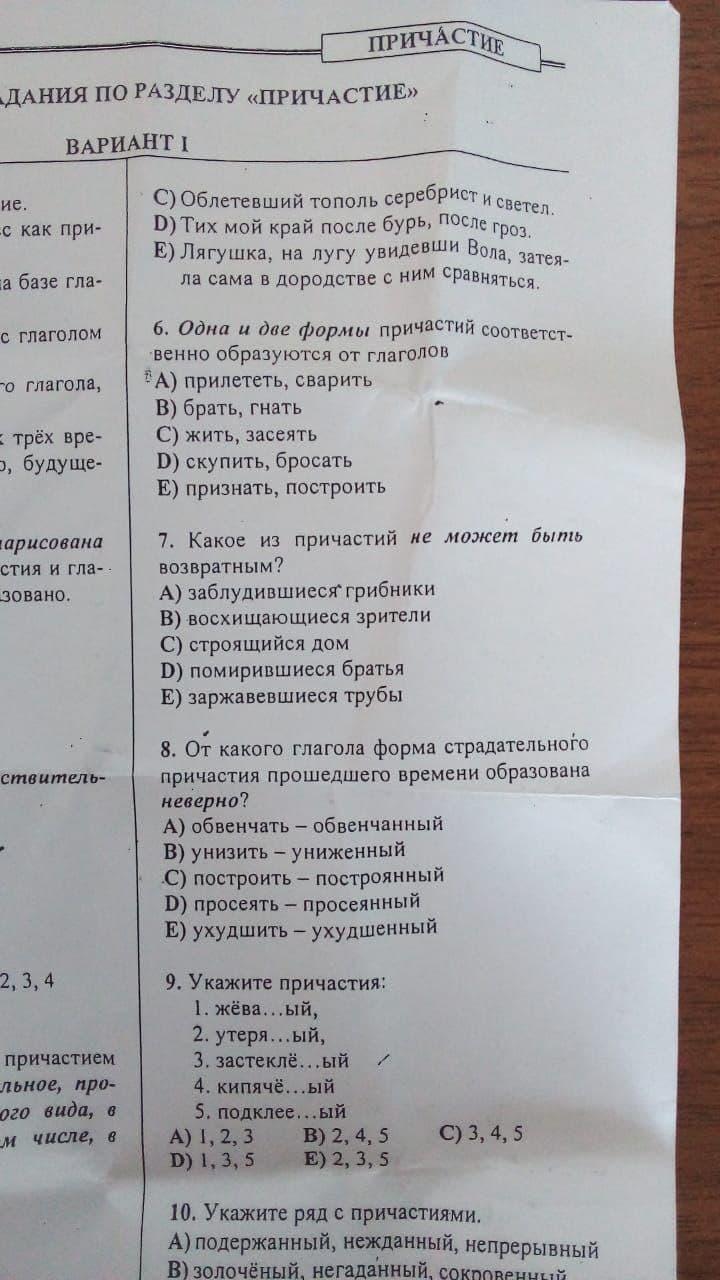 ПРИЧА́СТИЕ
АДАНИЯ ПО РАЗДЕЛУ «ПРИЧАСТИЕ»
ВАРИАНТ I
ие.
с как при-
а базе гла-
с глаголом
го глагола,
х трёх вре-
о, будуще-
нарисована
стия и гла-
зовано.
ствитель-
2, 3, 4
причастием
льное, про-
ого вида, в
м числе, в
C) Облетевший тополь серебрист и светел.
D) Тих мой край после бурь, после гроз.
E) Лягушка, на лугу увидевши Вола, затея-
ла сама в дородстве с ним сравняться.
6. Одна и две формы причастий соответст-
венно образуются от глаголов
A) прилететь, сварить
B) брать, гнать
C) жить, засеять
D) скупить, бросать
E) признать, построить
7. Какое из причастий не может быть
возвратным?
A) заблудившиеся грибники
B) восхищающиеся зрители
C) строящийся дом
D) помирившиеся братья
E) заржавевшиеся трубы
8. От какого глагола форма страдательного
причастия прошедшего времени образована
неверно?
A) обвенчать – обвенчанный
B) унизить – униженный
C) построить – построянный
D) просеять – просеянный
E) ухудшить – ухудшенный
9. Укажите причастия:
1. жёва…ый,
2. утеря…ый,
3. застеклё…ый
4. кипячё…ый
5. подклее…ый
A) 1, 2, 3 B) 2, 4, 5 C) 3, 4, 5
D) 1, 3, 5 E) 2, 3, 5
10. Укажите ряд с причастиями.
A) подержанный, нежданный, непрерывный
B) золочёный, негаданный, сокровенный